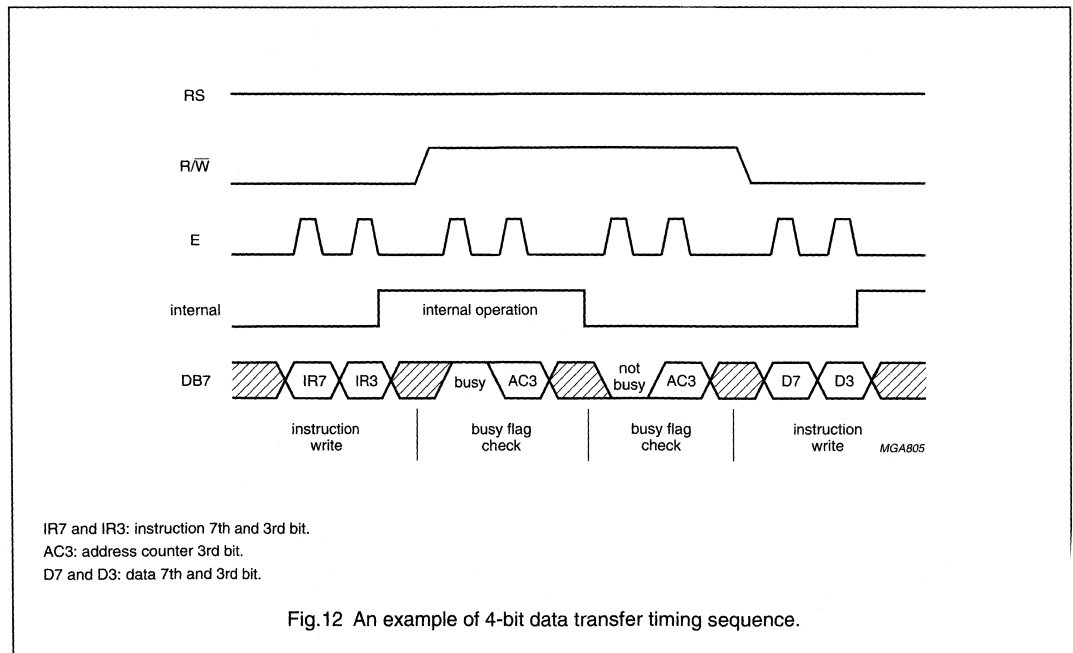 RS
R/W̅
E
internal
internal operation
DB7
IR7 IR3 busy AC3 not busy AC3 D7 D3
instruction write
busy flag check
busy flag check
instruction write
MGA805
IR7 and IR3: instruction 7th and 3rd bit.
AC3: address counter 3rd bit.
D7 and D3: data 7th and 3rd bit.
Fig.12 An example of 4-bit data transfer timing sequence.